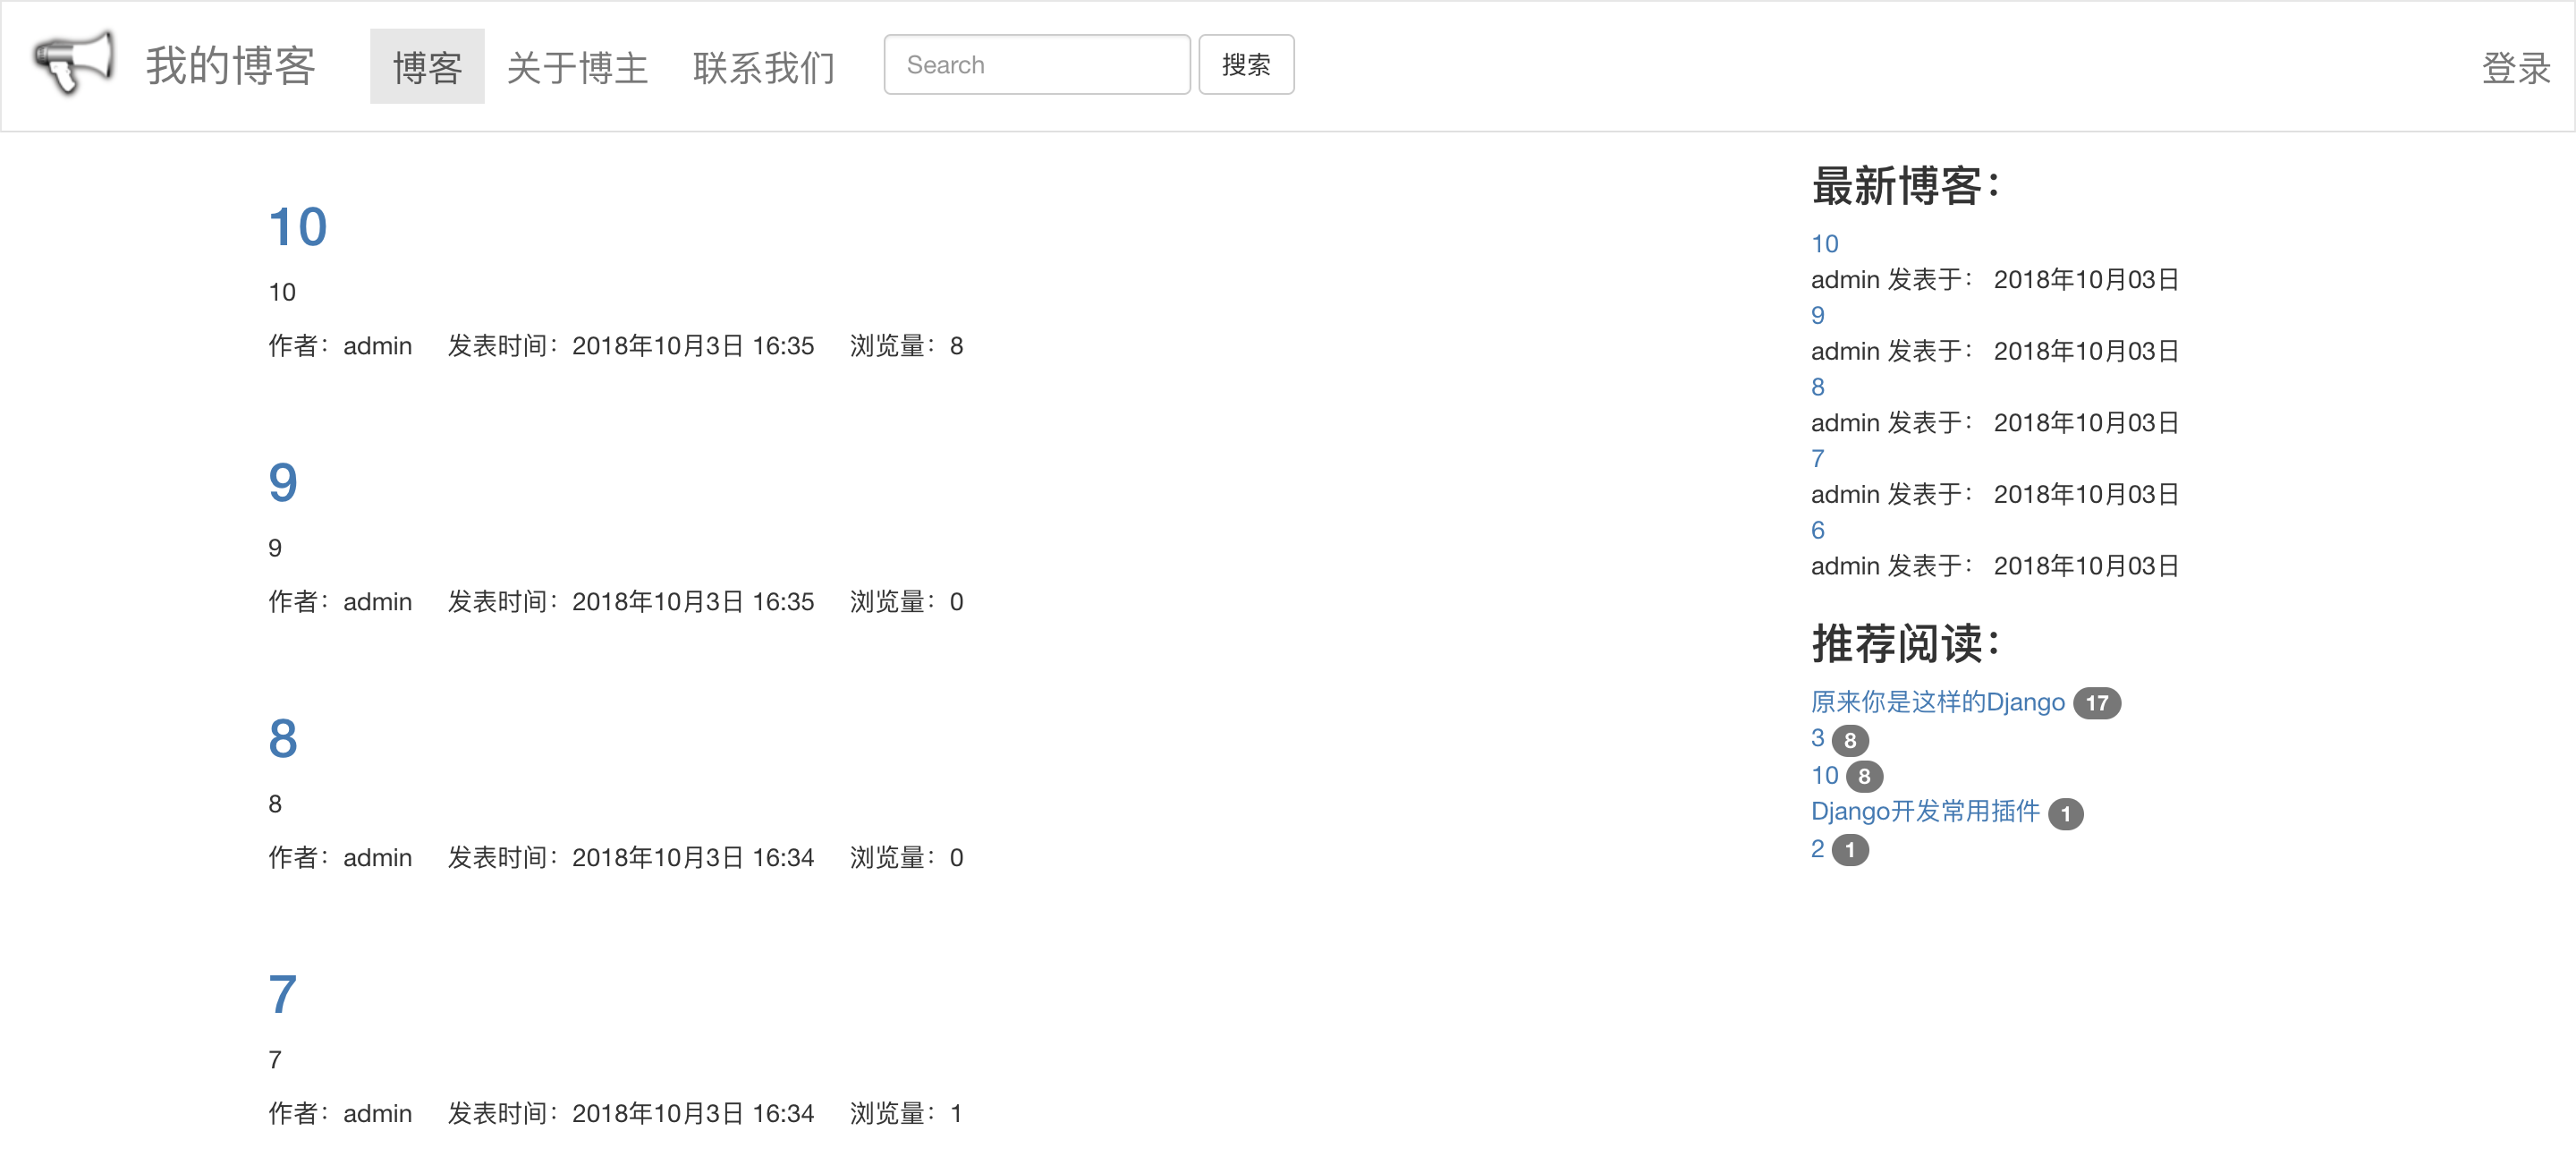 我的博客 博客 关于博主 联系我们 Search 搜索 登录
10
10
作者：admin 发表时间：2018年10月3日 16:35 浏览量：8
9
9
作者：admin 发表时间：2018年10月3日 16:35 浏览量：0
8
8
作者：admin 发表时间：2018年10月3日 16:34 浏览量：0
7
7
作者：admin 发表时间：2018年10月3日 16:34 浏览量：1
最新博客：
10
admin 发表于： 2018年10月03日
9
admin 发表于： 2018年10月03日
8
admin 发表于： 2018年10月03日
7
admin 发表于： 2018年10月03日
6
admin 发表于： 2018年10月03日
推荐阅读：
原来你是这样的Django 17
3 8
10 8
Django开发常用插件 1
2 1